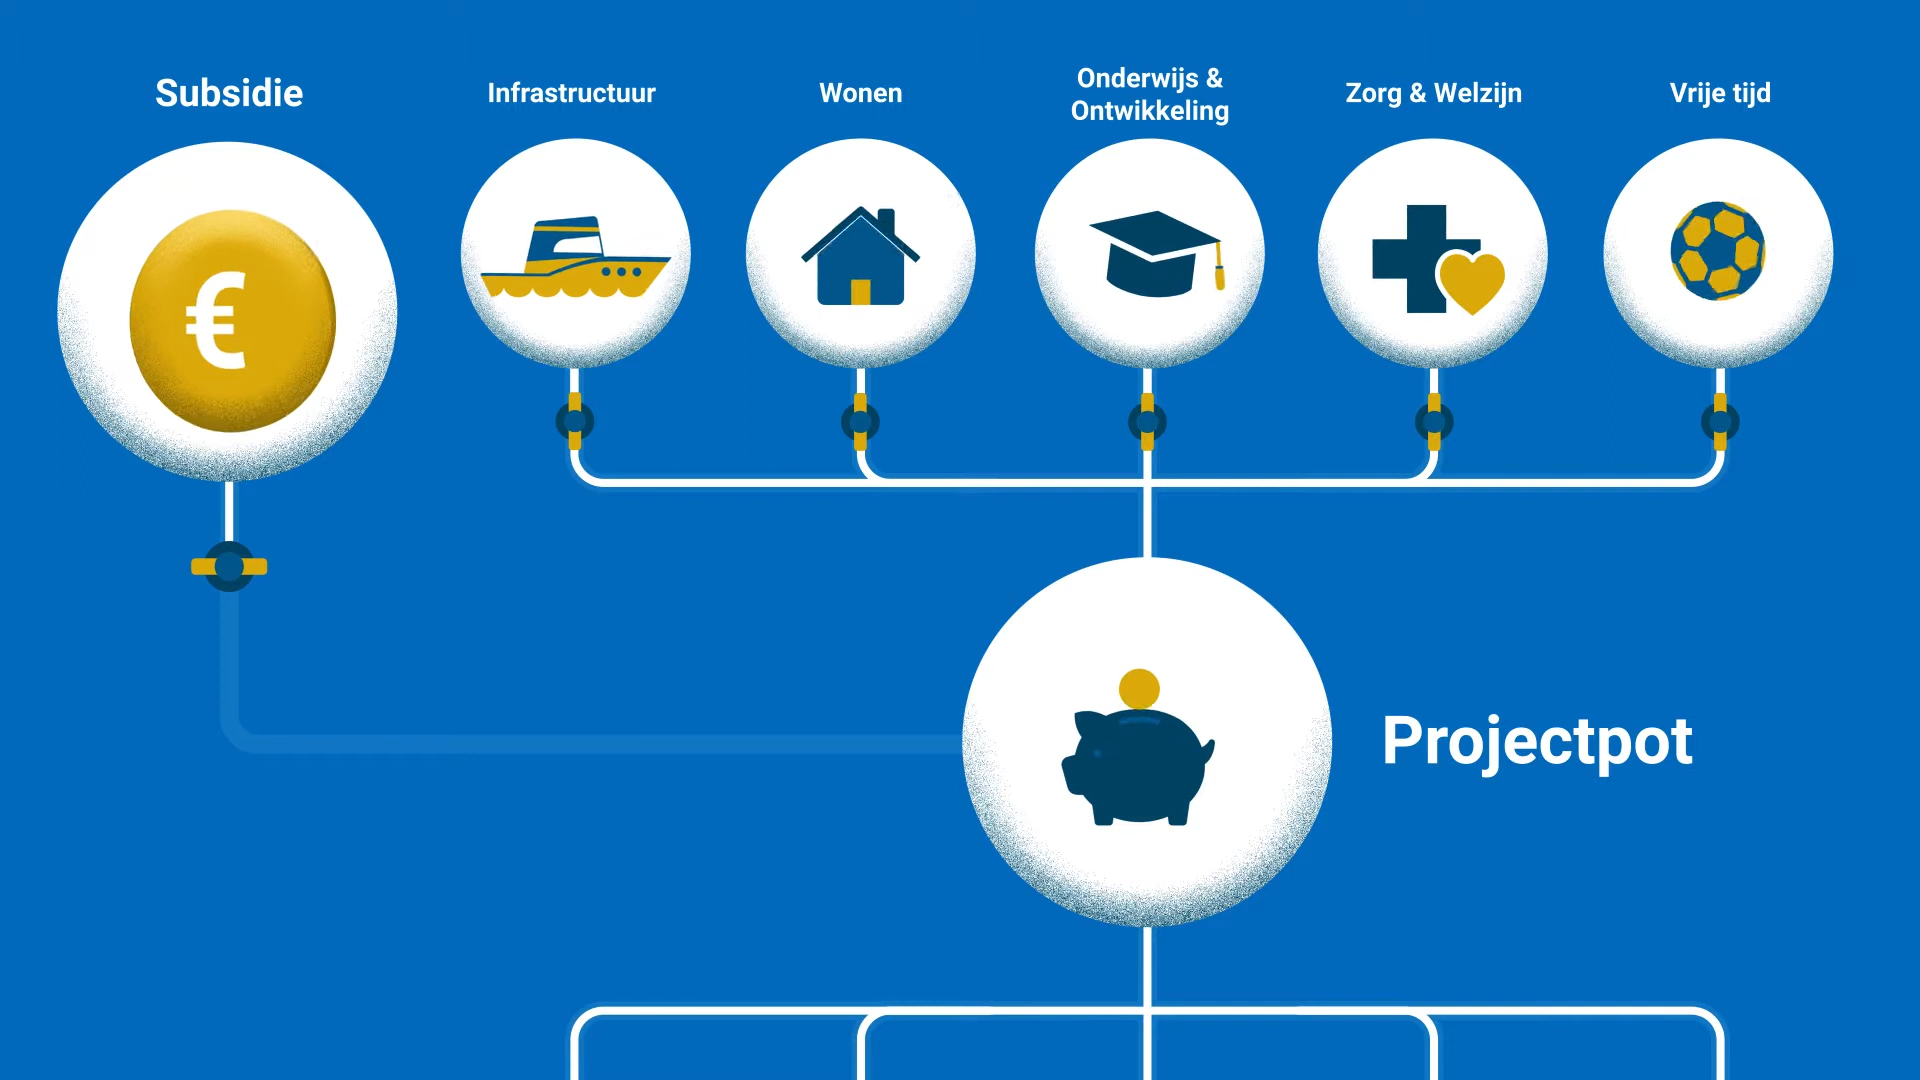 Subsidie
Infrastructuur
Wonen
Onderwijs &
Ontwikkeling
Zorg & Welzijn
Vrije tijd
€
Projectpot